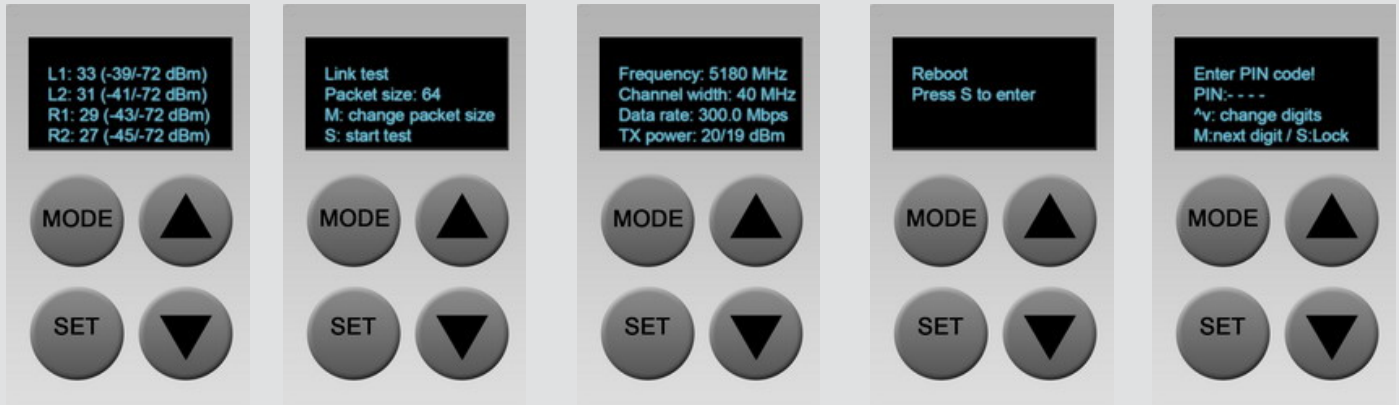 L1: 33 (-39/-72 dBm)
L2: 31 (-41/-72 dBm)
R1: 29 (-43/-72 dBm)
R2: 27 (-45/-72 dBm)
MODE
SET
Link test
Packet size: 64
M: change packet size
S: start test
MODE
SET
Frequency: 5180 MHz
Channel width: 40 MHz
Data rate: 300.0 Mbps
TX power: 20/19 dBm
MODE
SET
Reboot
Press S to enter
MODE
SET
Enter PIN code!
PIN:- - - -
^v: change digits
M:next digit / S:Lock
MODE
SET